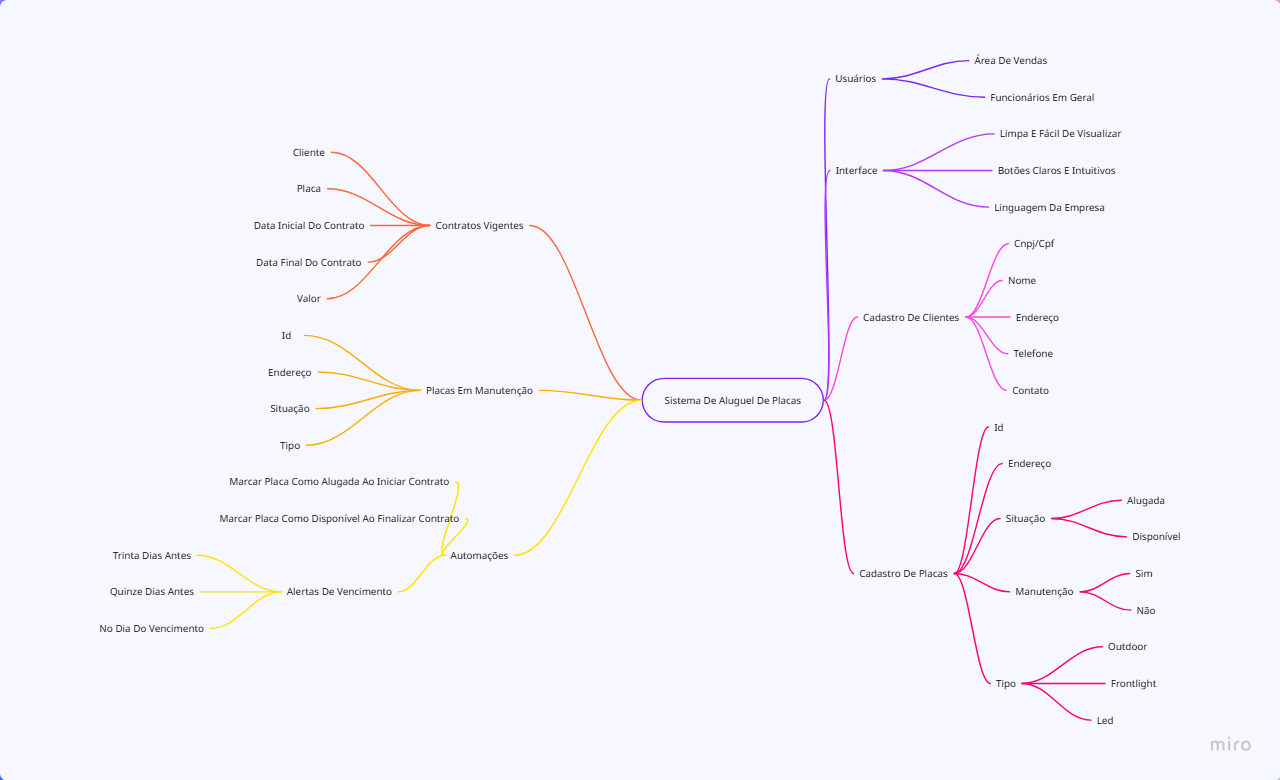 Sistema De Aluguel De Placas
Usuários
Área De Vendas
Funcionários Em Geral
Interface
Limpa E Fácil De Visualizar
Botões Claros E Intuitivos
Linguagem Da Empresa
Cadastro De Clientes
Cnpj/Cpf
Nome
Endereço
Telefone
Contato
Cadastro De Placas
Id
Endereço
Situação
Alugada
Disponível
Manutenção
Sim
Não
Tipo
Outdoor
Frontlight
Led
Contratos Vigentes
Cliente
Placa
Data Inicial Do Contrato
Data Final Do Contrato
Valor
Placas Em Manutenção
Id
Endereço
Situação
Tipo
Automações
Marcar Placa Como Alugada Ao Iniciar Contrato
Marcar Placa Como Disponível Ao Finalizar Contrato
Alertas De Vencimento
Trinta Dias Antes
Quinze Dias Antes
No Dia Do Vencimento
miro